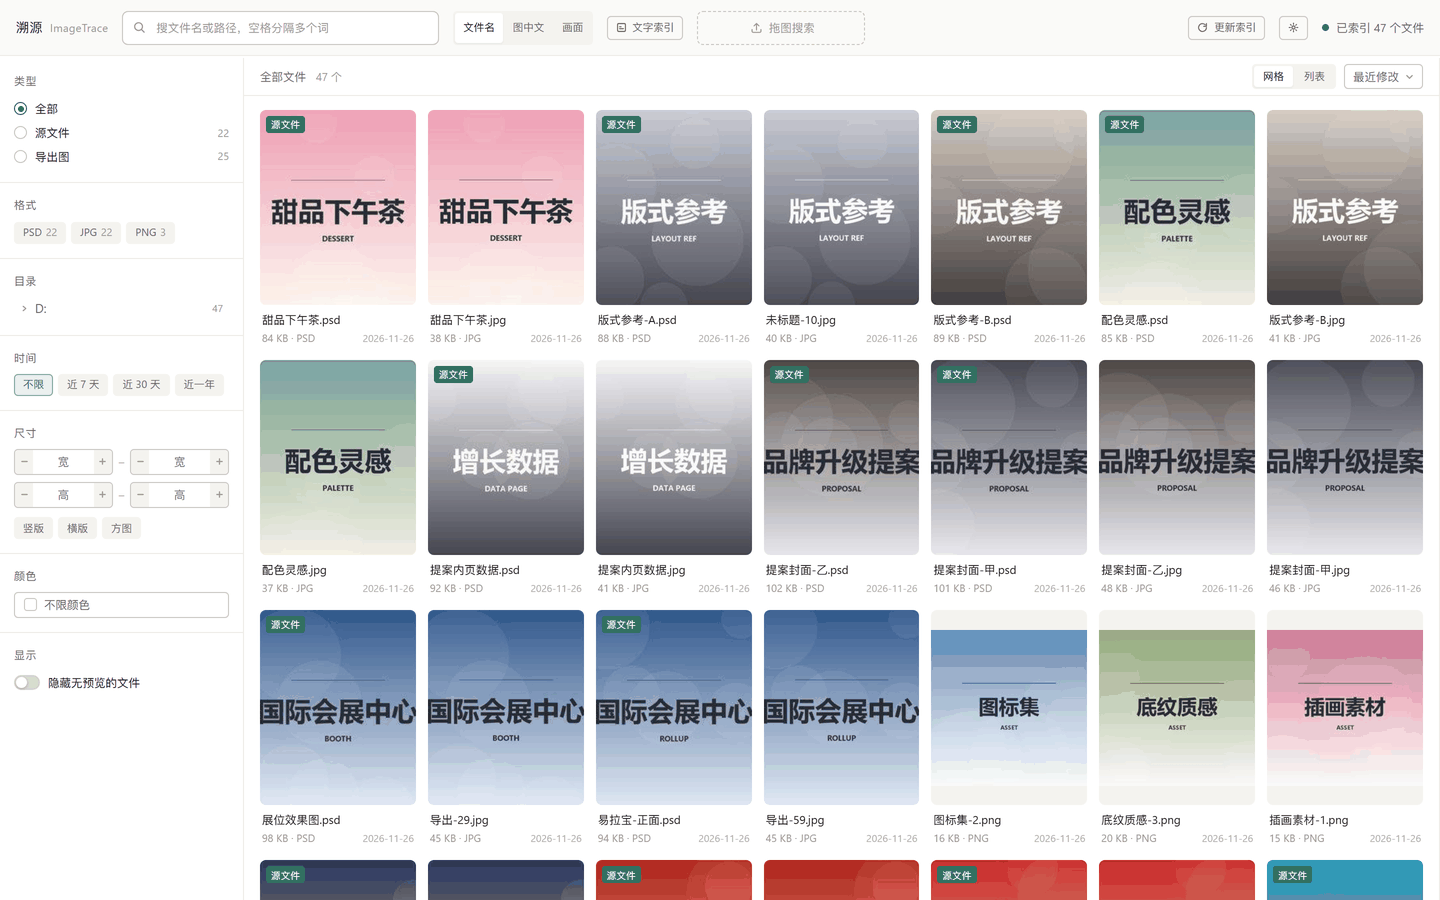 溯源 ImageTrace
搜文件名或路径，空格分隔多个词
文件名 图中文 画面
文字索引
拖图搜索
更新索引
已索引 47 个文件
类型
全部
源文件 22
导出图 25
格式
PSD 22 JPG 22 PNG 3
目录
D: 47
时间
不限 近 7 天 近 30 天 近一年
尺寸
− 宽 + – − 宽 +
− 高 + – − 高 +
竖版 横版 方图
颜色
不限颜色
显示
隐藏无预览的文件
全部文件 47 个
网格 列表
最近修改
源文件
甜品下午茶
DESSERT
甜品下午茶.psd
84 KB · PSD 2026-11-26
甜品下午茶
DESSERT
甜品下午茶.jpg
38 KB · JPG 2026-11-26
源文件
版式参考
LAYOUT REF
版式参考-A.psd
88 KB · PSD 2026-11-26
版式参考
LAYOUT REF
未标题-10.jpg
40 KB · JPG 2026-11-26
源文件
版式参考
LAYOUT REF
版式参考-B.psd
89 KB · PSD 2026-11-26
源文件
配色灵感
PALETTE
配色灵感.psd
85 KB · PSD 2026-11-26
版式参考
LAYOUT REF
版式参考-B.jpg
41 KB · JPG 2026-11-26
配色灵感
PALETTE
配色灵感.jpg
37 KB · JPG 2026-11-26
源文件
增长数据
DATA PAGE
提案内页数据.psd
92 KB · PSD 2026-11-26
增长数据
DATA PAGE
提案内页数据.jpg
41 KB · JPG 2026-11-26
源文件
品牌升级提案
PROPOSAL
提案封面-乙.psd
102 KB · PSD 2026-11-26
源文件
品牌升级提案
PROPOSAL
提案封面-甲.psd
101 KB · PSD 2026-11-26
品牌升级提案
PROPOSAL
提案封面-乙.jpg
48 KB · JPG 2026-11-26
品牌升级提案
PROPOSAL
提案封面-甲.jpg
46 KB · JPG 2026-11-26
源文件
国际会展中心
BOOTH
展位效果图.psd
98 KB · PSD 2026-11-26
国际会展中心
BOOTH
导出-29.jpg
45 KB · JPG 2026-11-26
源文件
国际会展中心
ROLLUP
易拉宝-正面.psd
94 KB · PSD 2026-11-26
国际会展中心
ROLLUP
导出-59.jpg
45 KB · JPG 2026-11-26
图标集
ASSET
图标集-2.png
16 KB · PNG 2026-11-26
底纹质感
ASSET
底纹质感-3.png
20 KB · PNG 2026-11-26
插画素材
ASSET
插画素材-1.png
15 KB · PNG 2026-11-26
源文件
源文件
源文件
源文件